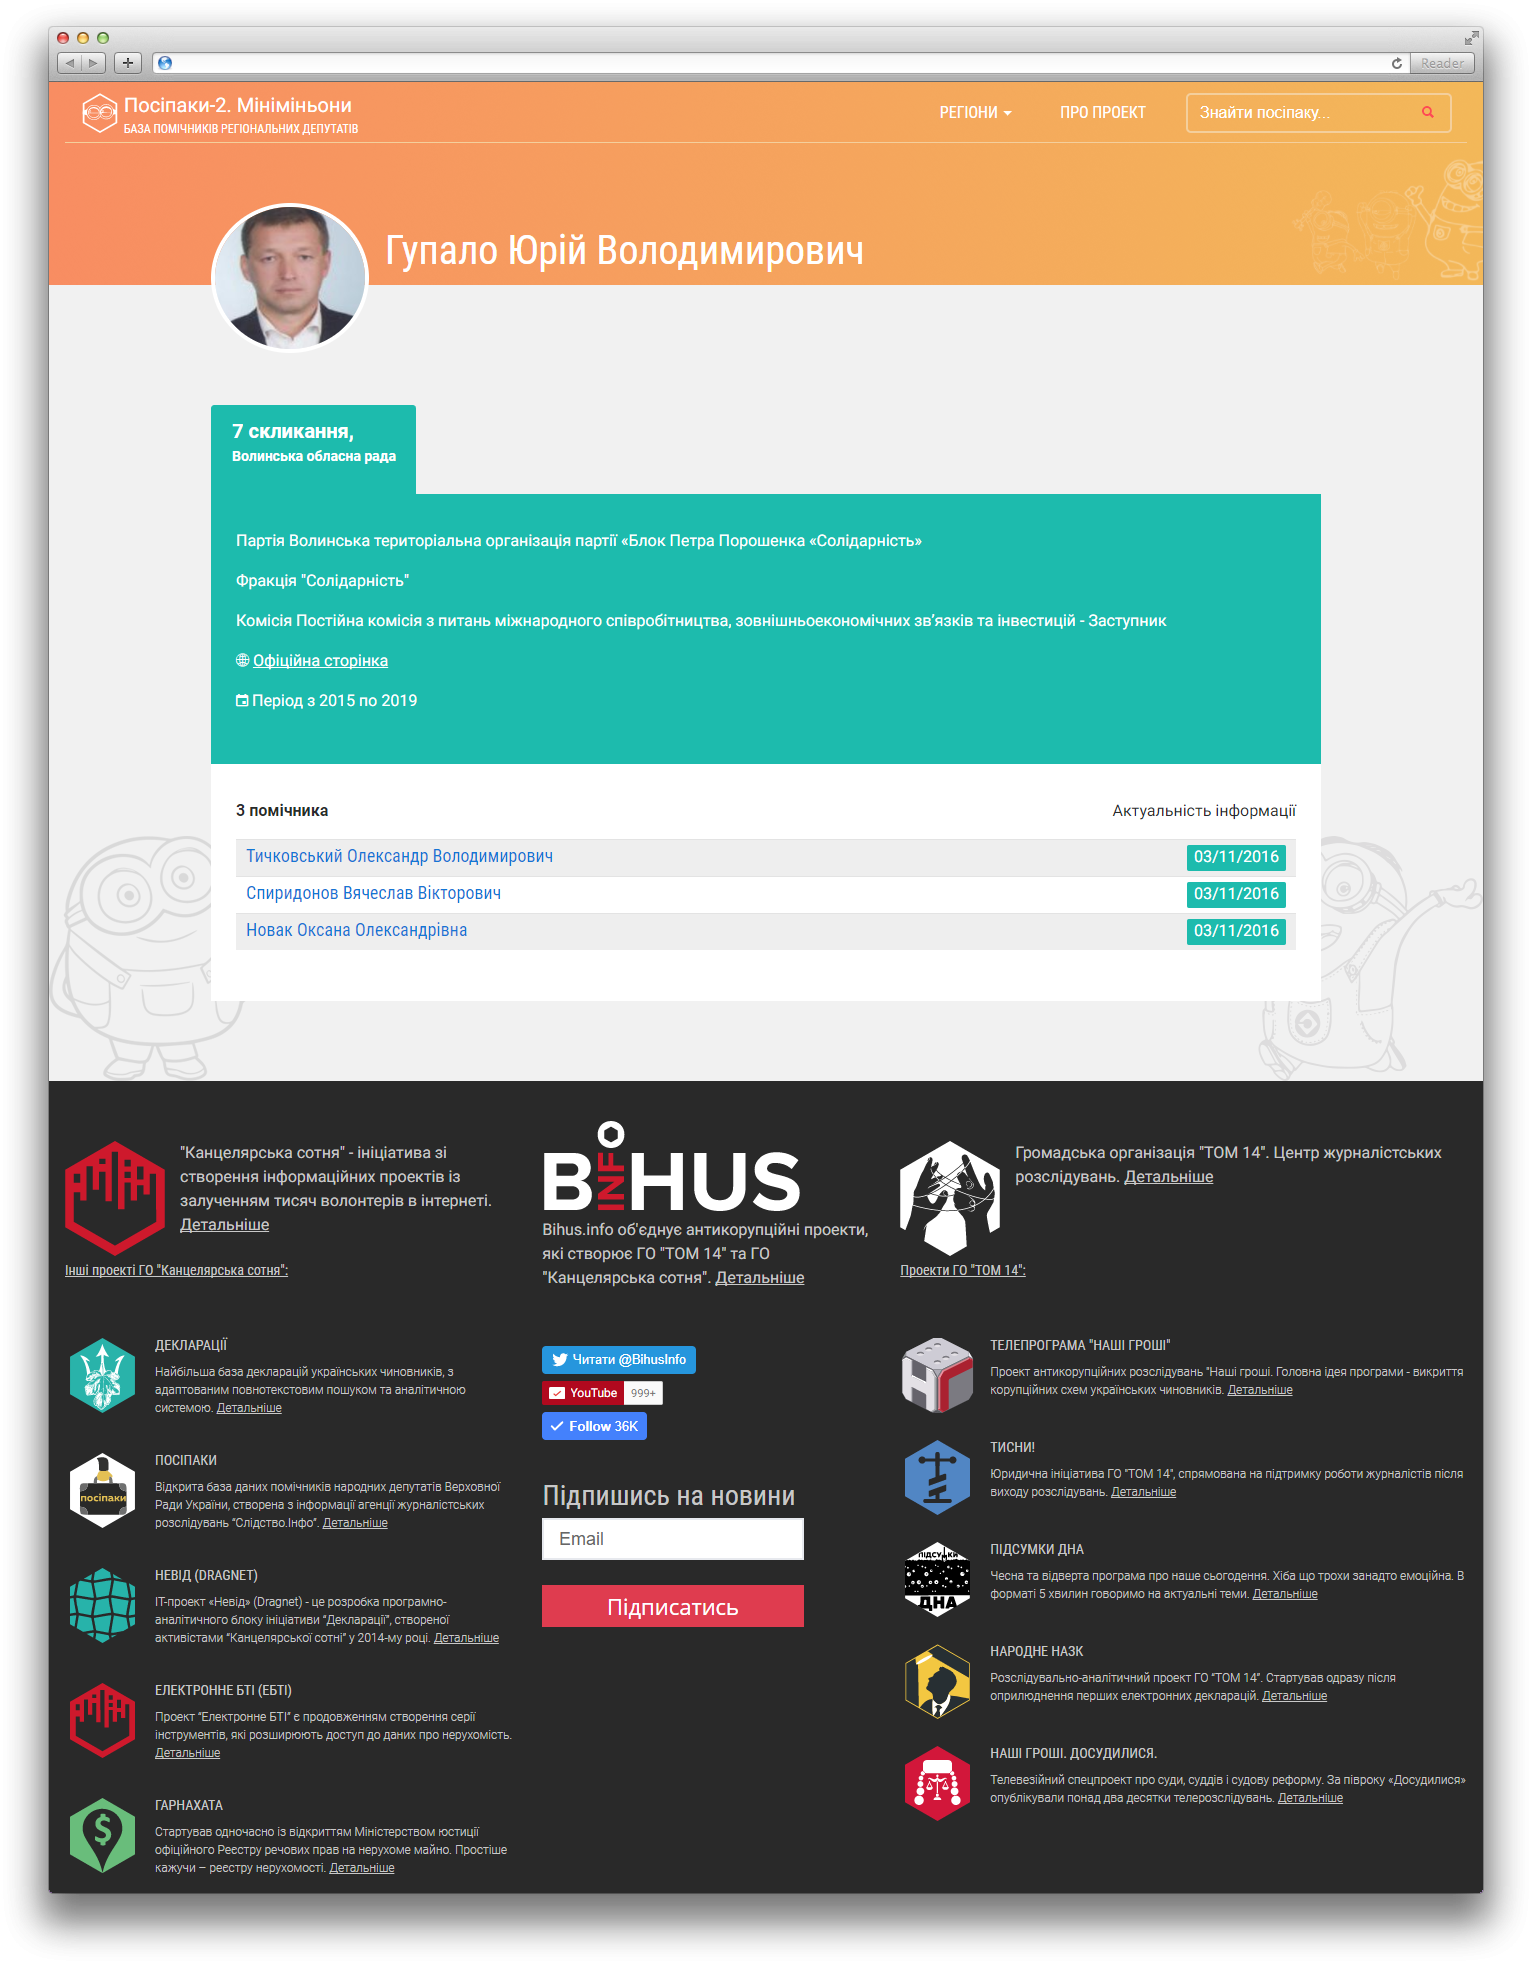 Reader
Посіпаки-2. Мініміньони
БАЗА ПОМІЧНИКІВ РЕГІОНАЛЬНИХ ДЕПУТАТІВ
РЕГІОНИ
ПРО ПРОЕКТ
Знайти посіпаку...
Гупало Юрій Володимирович
7 скликання,
Волинська обласна рада
Партія Волинська територіальна організація партії «Блок Петра Порошенка «Солідарність»
Фракція "Солідарність"
Комісія Постійна комісія з питань міжнародного співробітництва, зовнішньоекономічних зв’язків та інвестицій - Заступник
Офіційна сторінка
Період з 2015 по 2019
3 помічника
Актуальність інформації
Тичковський Олександр Володимирович 03/11/2016
Спиридонов Вячеслав Вікторович 03/11/2016
Новак Оксана Олександрівна 03/11/2016
"Канцелярська сотня" - ініціатива зі
створення інформаційних проектів із
залученням тисяч волонтерів в інтернеті.
Детальніше
Інші проекті ГО "Канцелярська сотня":
ДЕКЛАРАЦІЇ
Найбільша база декларацій українських чиновників, з
адаптованим повнотекстовим пошуком та аналітичною
системою. Детальніше
посіпаки
ПОСІПАКИ
Відкрита база даних помічників народних депутатів Верховної
Ради України, створена з інформації агенції журналістських
розслідувань “Слідство.Інфо”. Детальніше
НЕВІД (DRAGNET)
ІТ-проект «Невід» (Dragnet) - це розробка програмно-
аналітичного блоку ініціативи “Декларації”, створеної
активістами “Канцелярської сотні” у 2014-му році. Детальніше
ЕЛЕКТРОННЕ БТІ (ЕБТІ)
Проект “Електронне БТІ” є продовженням створення серії
інструментів, які розширюють доступ до даних про нерухомість.
Детальніше
$
ГАРНАХАТА
Стартував одночасно із відкриттям Міністерством юстиції
офіційного Реєстру речових прав на нерухоме майно. Простіше
кажучи – реєстру нерухомості. Детальніше
BIHUS
INF
Bihus.info об'єднує антикорупційні проекти,
які створює ГО "ТОМ 14" та ГО
"Канцелярська сотня". Детальніше
Читати @BihusInfo
YouTube 999+
Follow 36K
Підпишись на новини
Email
Підписатись
Громадська організація "ТОМ 14". Центр журналістських
розслідувань. Детальніше
Проекти ГО "ТОМ 14":
ТЕЛЕПРОГРАМА "НАШІ ГРОШІ"
Проект антикорупційних розслідувань "Наші гроші. Головна ідея програми - викриття
корупційних схем українських чиновників. Детальніше
ТИСНИ!
Юридична ініціатива ГО "ТОМ 14", спрямована на підтримку роботи журналістів після
виходу розслідувань. Детальніше
ПІДСУМКИ
ДНА
ПІДСУМКИ ДНА
Чесна та відверта програма про наше сьогодення. Хіба що трохи занадто емоційна. В
форматі 5 хвилин говоримо на актуальні теми. Детальніше
НАРОДНЕ НАЗК
Розслідувально-аналітичний проект ГО “ТОМ 14”. Стартував одразу після
оприлюднення перших електронних декларацій. Детальніше
НАШІ ГРОШІ. ДОСУДИЛИСЯ.
Телевезійний спецпроект про суди, суддів і судову реформу. За півроку «Досудилися»
опублікували понад два десятки телерозслідувань. Детальніше